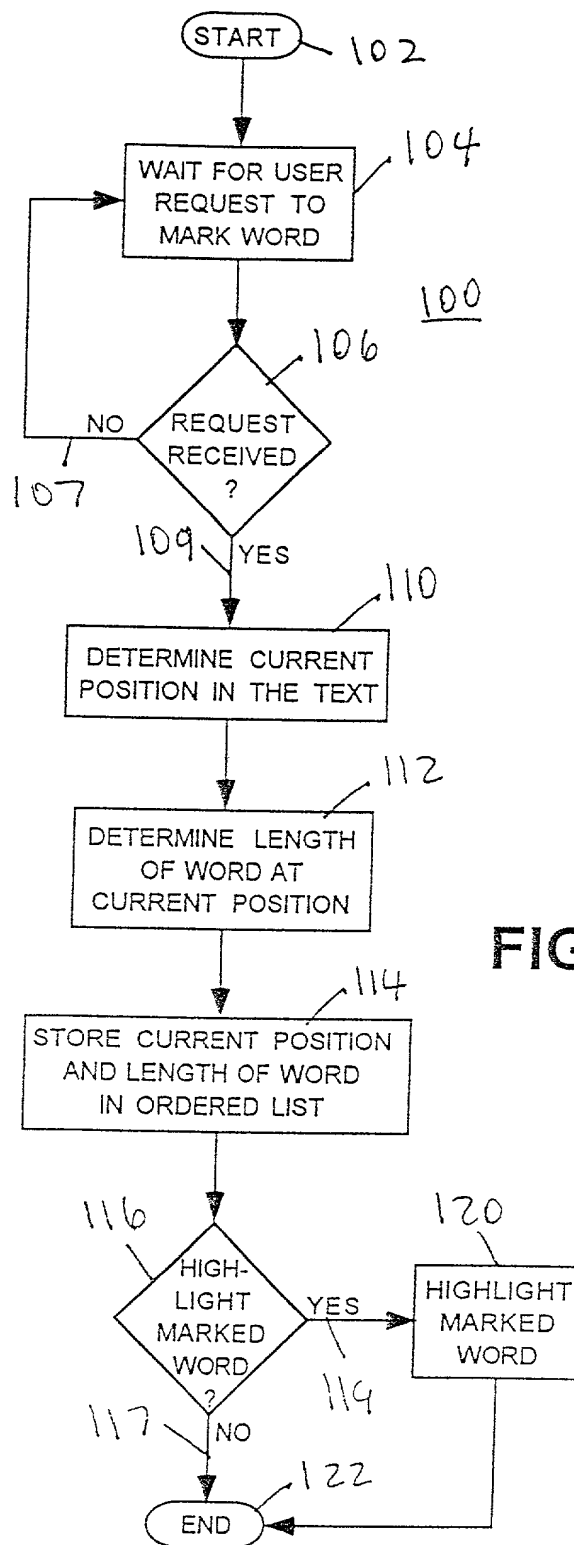 START
102
WAIT FOR USER
REQUEST TO
MARK WORD
104
100
106
REQUEST
RECEIVED
?
NO
107
109
YES
110
DETERMINE CURRENT
POSITION IN THE TEXT
112
DETERMINE LENGTH
OF WORD AT
CURRENT POSITION
FIG
114
STORE CURRENT POSITION
AND LENGTH OF WORD
IN ORDERED LIST
116
HIGH-
LIGHT
MARKED
WORD
?
YES
119
120
HIGHLIGHT
MARKED
WORD
117
NO
122
END